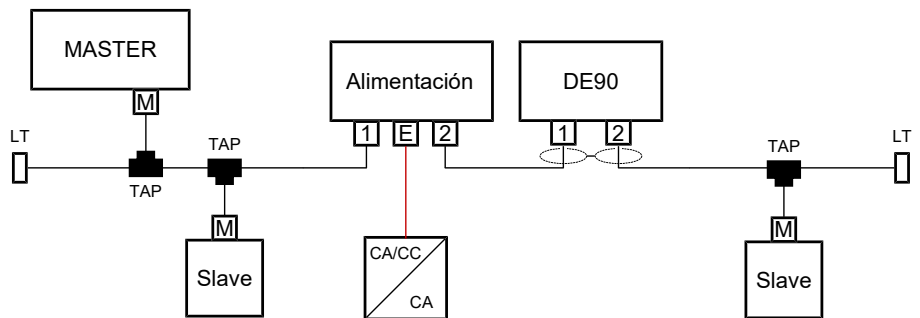 MASTER
M
LT
TAP
TAP
M
Slave
Alimentación
1
E
2
CA/CC
CA
DE90
1
2
TAP
M
Slave
LT